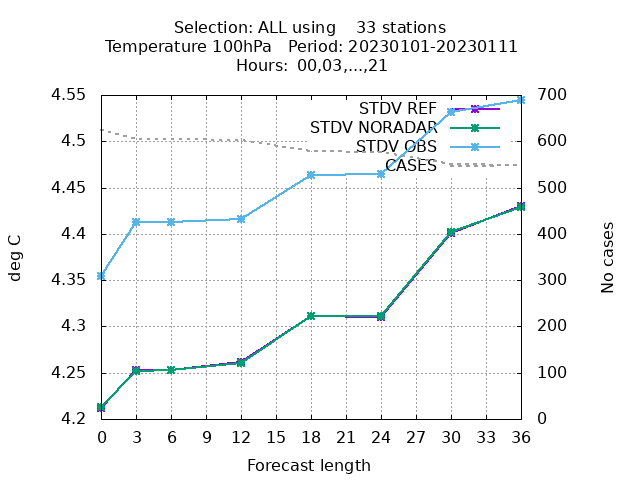 Selection: ALL using    33 stations
Temperature 100hPa   Period: 20230101-20230111
Hours:  00,03,...,21
4.55
4.5
4.45
4.4
4.35
4.3
4.25
4.2
deg C
700
600
500
400
300
200
100
0
No cases
STDV REF
STDV NORADAR
STDV OBS
CASES
0 3 6 9 12 15 18 21 24 27 30 33 36
Forecast length